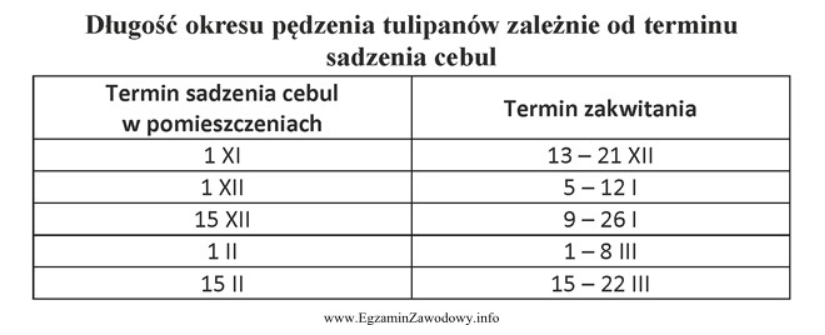 Długość okresu pędzenia tulipanów zależnie od terminu
sadzenia cebul
Termin sadzenia cebul
w pomieszczeniach
Termin zakwitania
1 XI 13 – 21 XII
1 XII 5 – 12 I
15 XII 9 – 26 I
1 II 1 – 8 III
15 II 15 – 22 III
www.EgzaminZawodowy.info